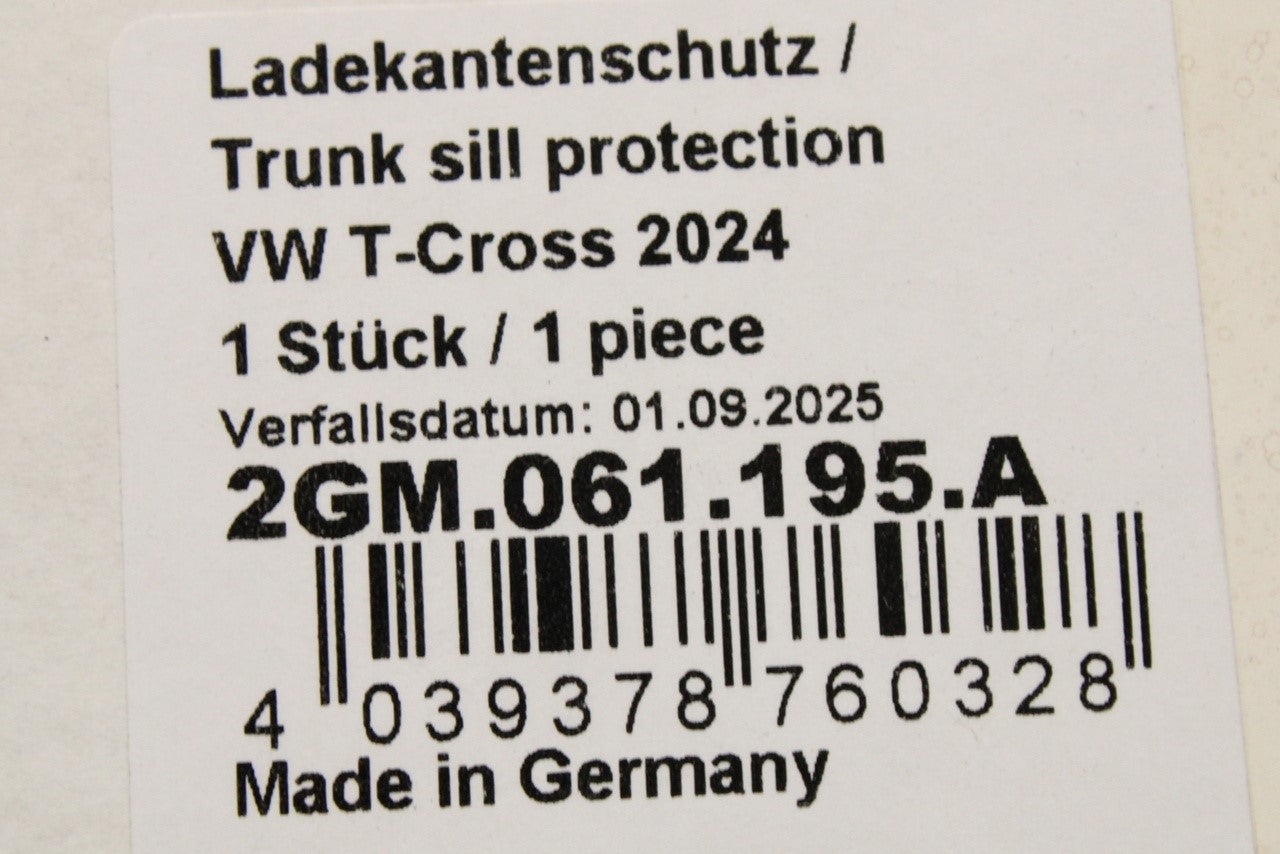 Ladekantenschutz /
Trunk sill protection
VW T-Cross 2024
1 Stück / 1 piece
Verfallsdatum: 01.09.2025
2GM.061.195.A
4 039378 760328
Made in Germany